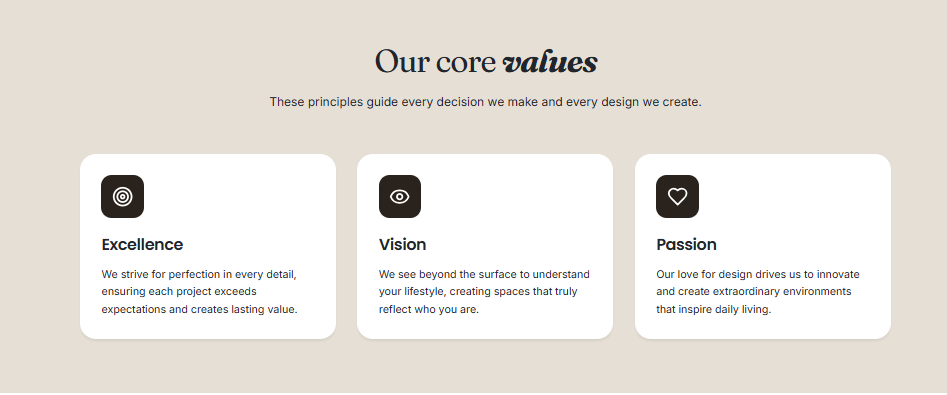 Our core values
These principles guide every decision we make and every design we create.
Excellence
We strive for perfection in every detail,
ensuring each project exceeds
expectations and creates lasting value.
Vision
We see beyond the surface to understand
your lifestyle, creating spaces that truly
reflect who you are.
Passion
Our love for design drives us to innovate
and create extraordinary environments
that inspire daily living.